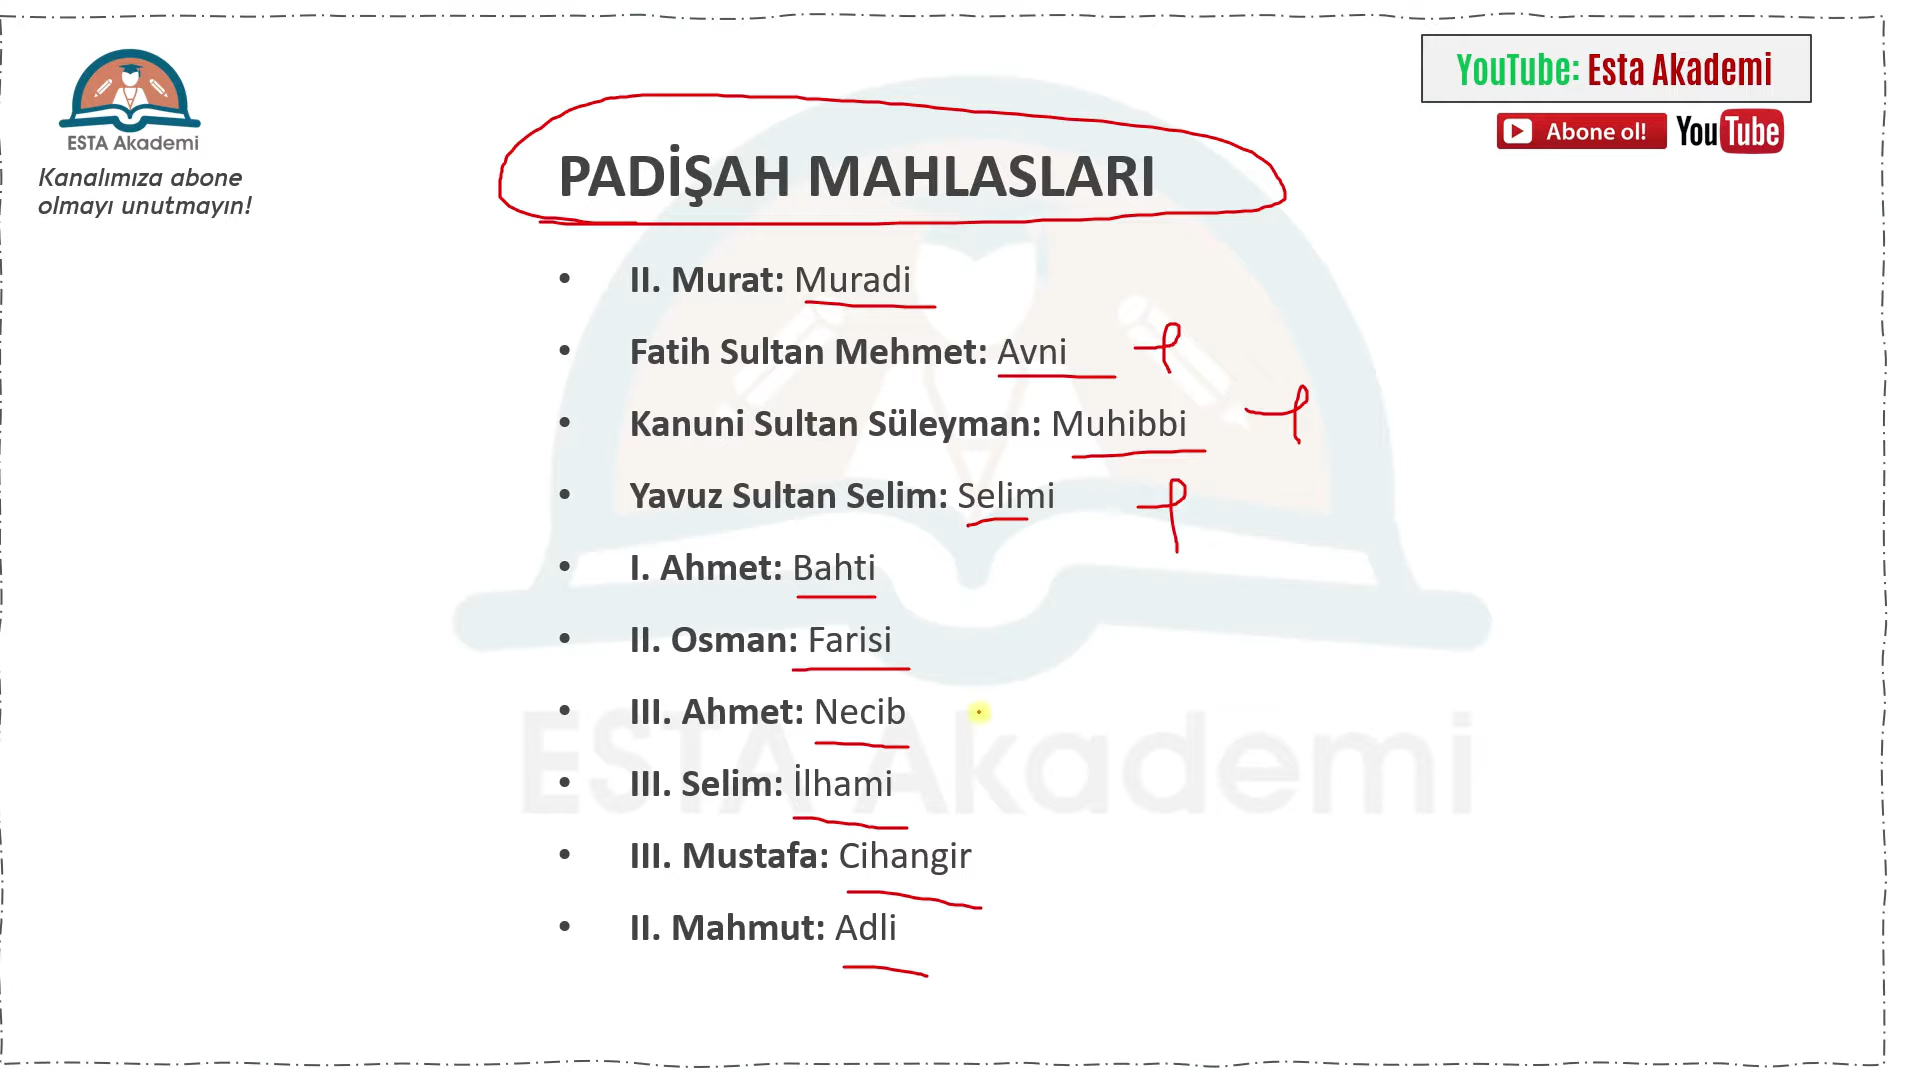 ESTA Akademi
Kanalımıza abone
olmayı unutmayın!
YouTube: Esta Akademi
Abone ol! YouTube
PADİŞAH MAHLASLARI
• II. Murat: Muradi
• Fatih Sultan Mehmet: Avni
• Kanuni Sultan Süleyman: Muhibbi
• Yavuz Sultan Selim: Selimi
• I. Ahmet: Bahti
• II. Osman: Farisi
• III. Ahmet: Necib
• III. Selim: İlhami
• III. Mustafa: Cihangir
• II. Mahmut: Adli
ESTA Akademi